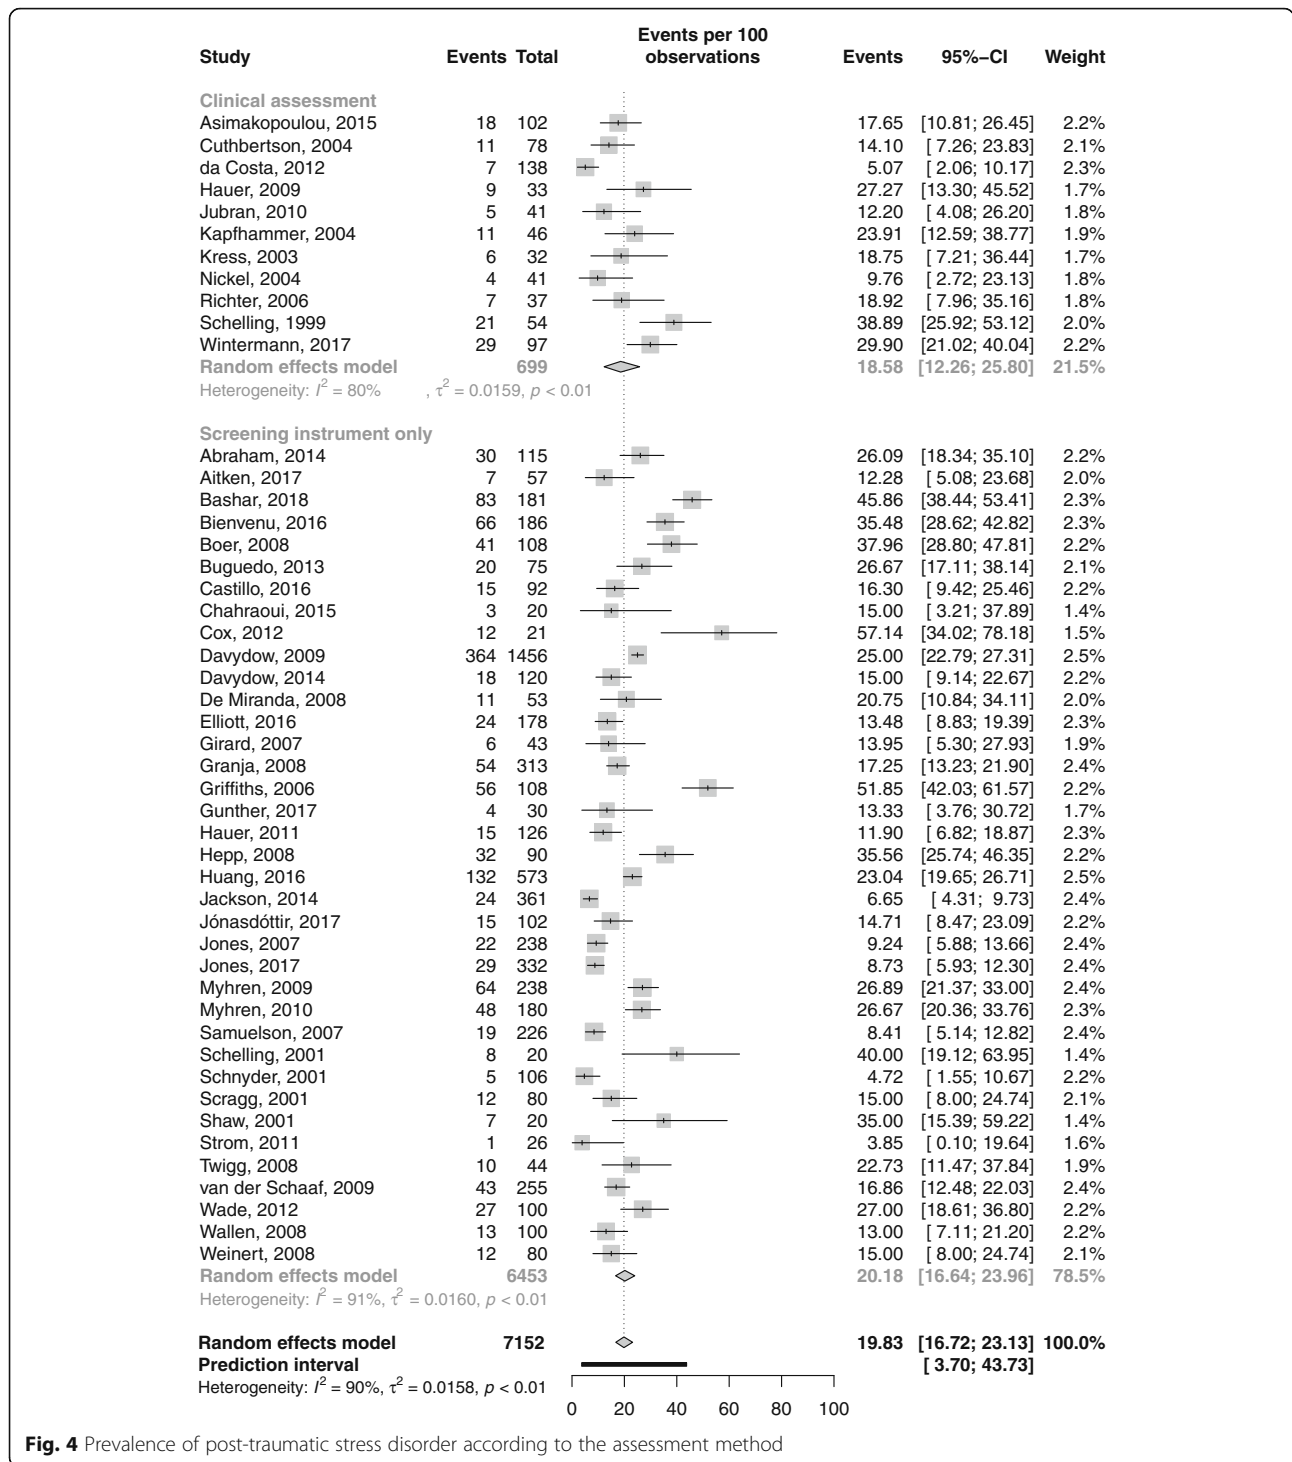 Study Events Total Events per 100 observations Events 95%−CI Weight
Clinical assessment
Asimakopoulou, 2015 18 102 17.65 [10.81; 26.45] 2.2%
Cuthbertson, 2004 11 78 14.10 [ 7.26; 23.83] 2.1%
da Costa, 2012 7 138 5.07 [ 2.06; 10.17] 2.3%
Hauer, 2009 9 33 27.27 [13.30; 45.52] 1.7%
Jubran, 2010 5 41 12.20 [ 4.08; 26.20] 1.8%
Kapfhammer, 2004 11 46 23.91 [12.59; 38.77] 1.9%
Kress, 2003 6 32 18.75 [ 7.21; 36.44] 1.7%
Nickel, 2004 4 41 9.76 [ 2.72; 23.13] 1.8%
Richter, 2006 7 37 18.92 [ 7.96; 35.16] 1.8%
Schelling, 1999 21 54 38.89 [25.92; 53.12] 2.0%
Wintermann, 2017 29 97 29.90 [21.02; 40.04] 2.2%
Random effects model 699 18.58 [12.26; 25.80] 21.5%
Heterogeneity: I² = 80% , τ² = 0.0159, p < 0.01
Screening instrument only
Abraham, 2014 30 115 26.09 [18.34; 35.10] 2.2%
Aitken, 2017 7 57 12.28 [ 5.08; 23.68] 2.0%
Bashar, 2018 83 181 45.86 [38.44; 53.41] 2.3%
Bienvenu, 2016 66 186 35.48 [28.62; 42.82] 2.3%
Boer, 2008 41 108 37.96 [28.80; 47.81] 2.2%
Buguedo, 2013 20 75 26.67 [17.11; 38.14] 2.1%
Castillo, 2016 15 92 16.30 [ 9.42; 25.46] 2.2%
Chahraoui, 2015 3 20 15.00 [ 3.21; 37.89] 1.4%
Cox, 2012 12 21 57.14 [34.02; 78.18] 1.5%
Davydow, 2009 364 1456 25.00 [22.79; 27.31] 2.5%
Davydow, 2014 18 120 15.00 [ 9.14; 22.67] 2.2%
De Miranda, 2008 11 53 20.75 [10.84; 34.11] 2.0%
Elliott, 2016 24 178 13.48 [ 8.83; 19.39] 2.3%
Girard, 2007 6 43 13.95 [ 5.30; 27.93] 1.9%
Granja, 2008 54 313 17.25 [13.23; 21.90] 2.4%
Griffiths, 2006 56 108 51.85 [42.03; 61.57] 2.2%
Gunther, 2017 4 30 13.33 [ 3.76; 30.72] 1.7%
Hauer, 2011 15 126 11.90 [ 6.82; 18.87] 2.3%
Hepp, 2008 32 90 35.56 [25.74; 46.35] 2.2%
Huang, 2016 132 573 23.04 [19.65; 26.71] 2.5%
Jackson, 2014 24 361 6.65 [ 4.31; 9.73] 2.4%
Jónasdóttir, 2017 15 102 14.71 [ 8.47; 23.09] 2.2%
Jones, 2007 22 238 9.24 [ 5.88; 13.66] 2.4%
Jones, 2017 29 332 8.73 [ 5.93; 12.30] 2.4%
Myhren, 2009 64 238 26.89 [21.37; 33.00] 2.4%
Myhren, 2010 48 180 26.67 [20.36; 33.76] 2.3%
Samuelson, 2007 19 226 8.41 [ 5.14; 12.82] 2.4%
Schelling, 2001 8 20 40.00 [19.12; 63.95] 1.4%
Schnyder, 2001 5 106 4.72 [ 1.55; 10.67] 2.2%
Scragg, 2001 12 80 15.00 [ 8.00; 24.74] 2.1%
Shaw, 2001 7 20 35.00 [15.39; 59.22] 1.4%
Strom, 2011 1 26 3.85 [ 0.10; 19.64] 1.6%
Twigg, 2008 10 44 22.73 [11.47; 37.84] 1.9%
van der Schaaf, 2009 43 255 16.86 [12.48; 22.03] 2.4%
Wade, 2012 27 100 27.00 [18.61; 36.80] 2.2%
Wallen, 2008 13 100 13.00 [ 7.11; 21.20] 2.2%
Weinert, 2008 12 80 15.00 [ 8.00; 24.74] 2.1%
Random effects model 6453 20.18 [16.64; 23.96] 78.5%
Heterogeneity: I² = 91%, τ² = 0.0160, p < 0.01
Random effects model 7152 19.83 [16.72; 23.13] 100.0%
Prediction interval [ 3.70; 43.73]
Heterogeneity: I² = 90%, τ² = 0.0158, p < 0.01
0 20 40 60 80 100
Fig. 4 Prevalence of post-traumatic stress disorder according to the assessment method